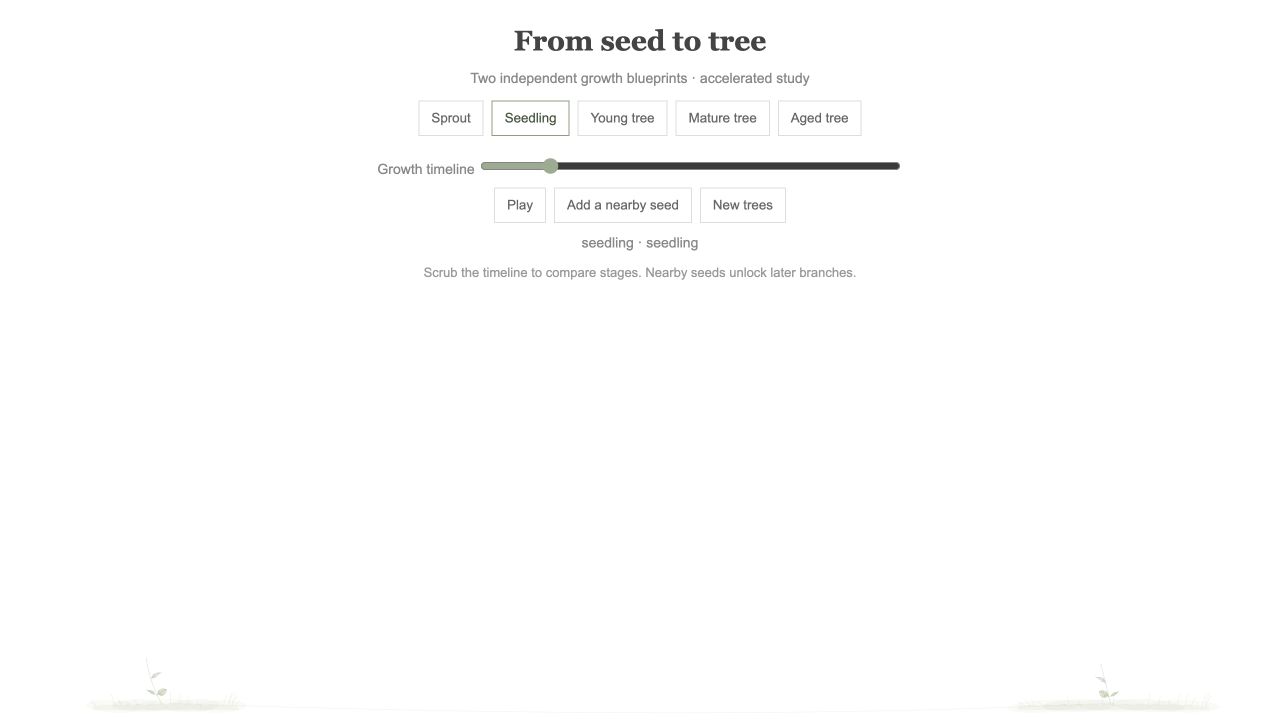 From seed to tree
Two independent growth blueprints · accelerated study
Sprout Seedling Young tree Mature tree Aged tree
Growth timeline
Play Add a nearby seed New trees
seedling · seedling
Scrub the timeline to compare stages. Nearby seeds unlock later branches.